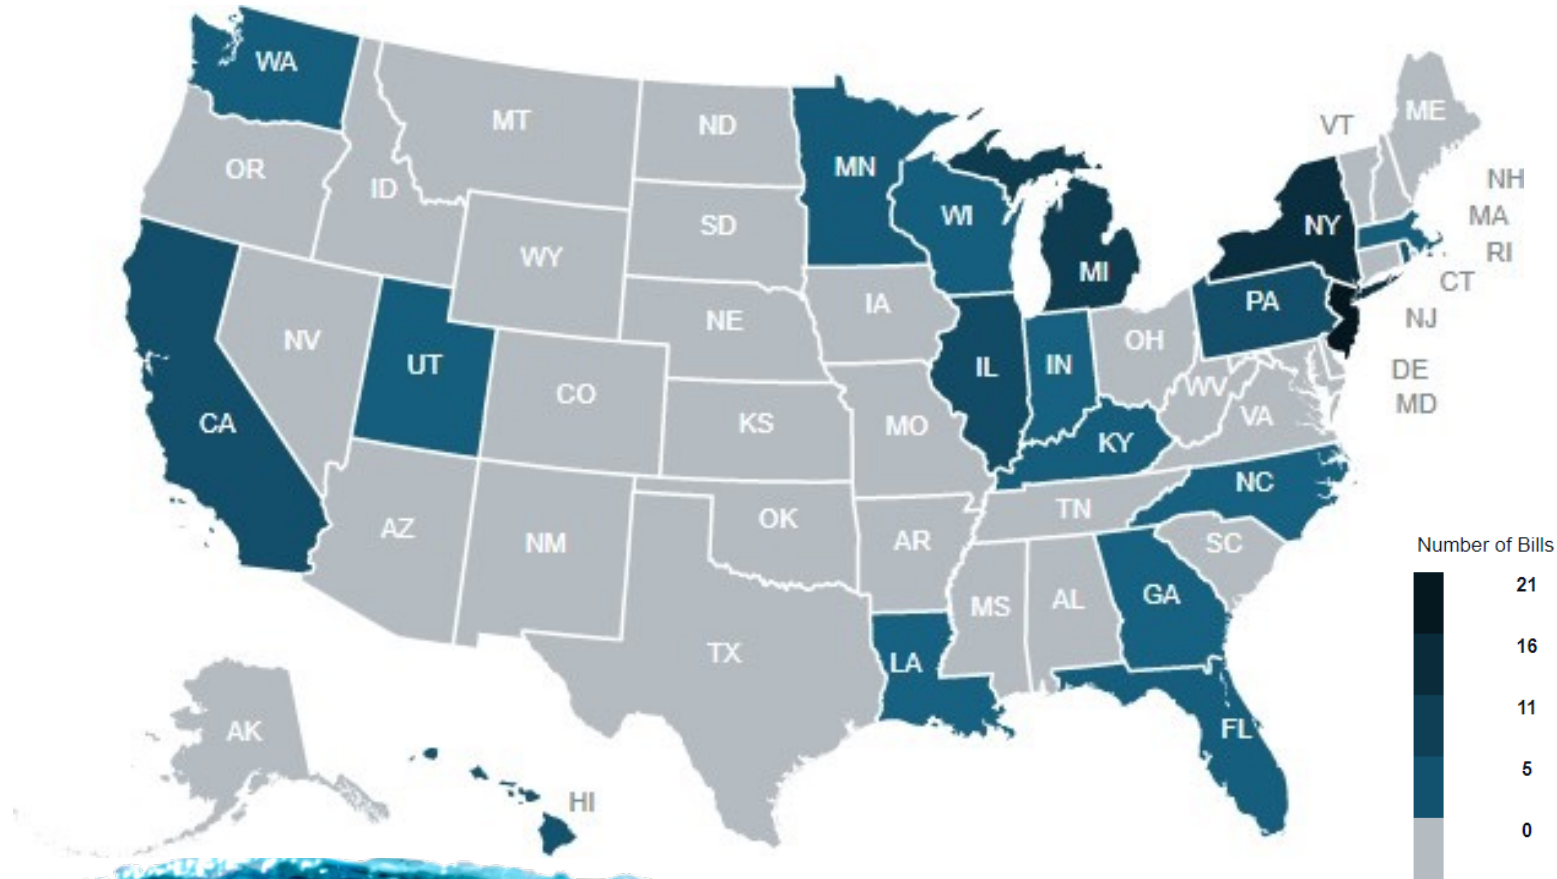 WA
MT
ND
VT
ME
OR
ID
MN
NH
SD
WI
NY
MA
WY
MI
RI
CT
IA
PA
NE
NJ
NV
UT
OH
IL
IN
DE
CO
WV
MD
CA
KS
MO
VA
KY
NC
TN
OK
AZ
NM
AR
SC
Number of Bills
21
MS
AL
GA
16
TX
LA
11
AK
FL
5
HI
0